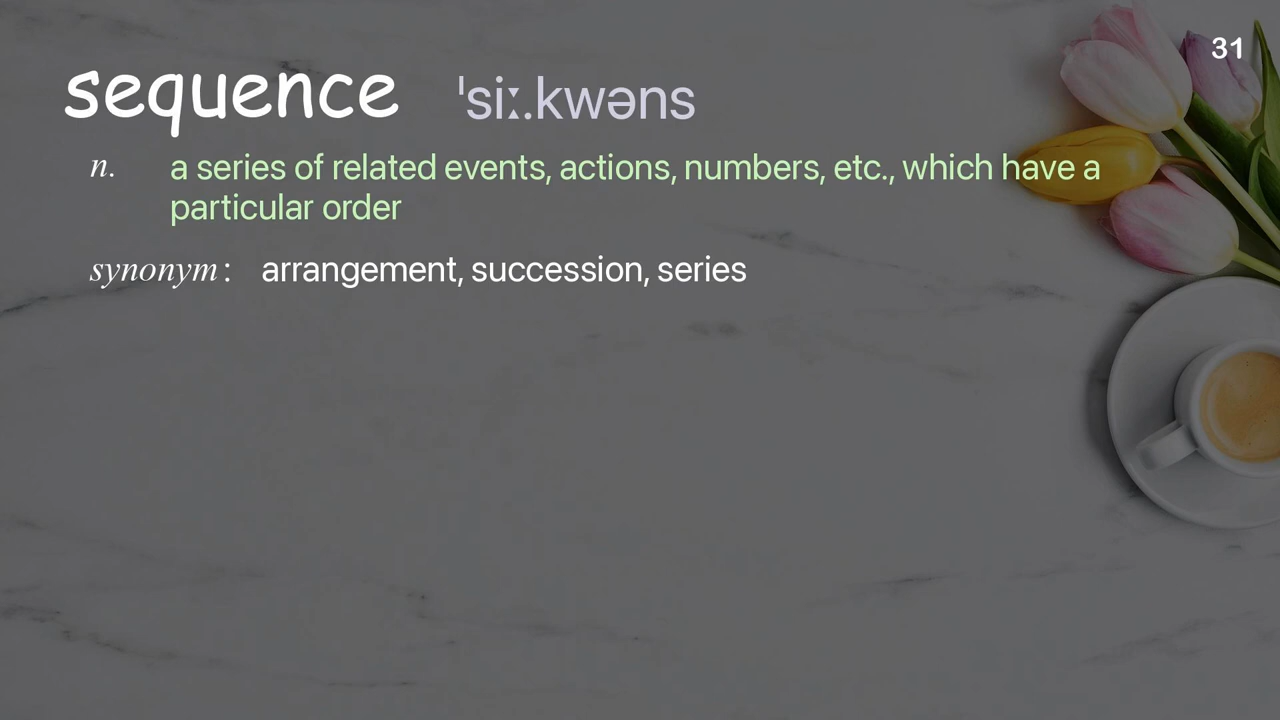 31
sequence ˈsiː.kwəns
n. a series of related events, actions, numbers, etc., which have a
particular order
synonym: arrangement, succession, series